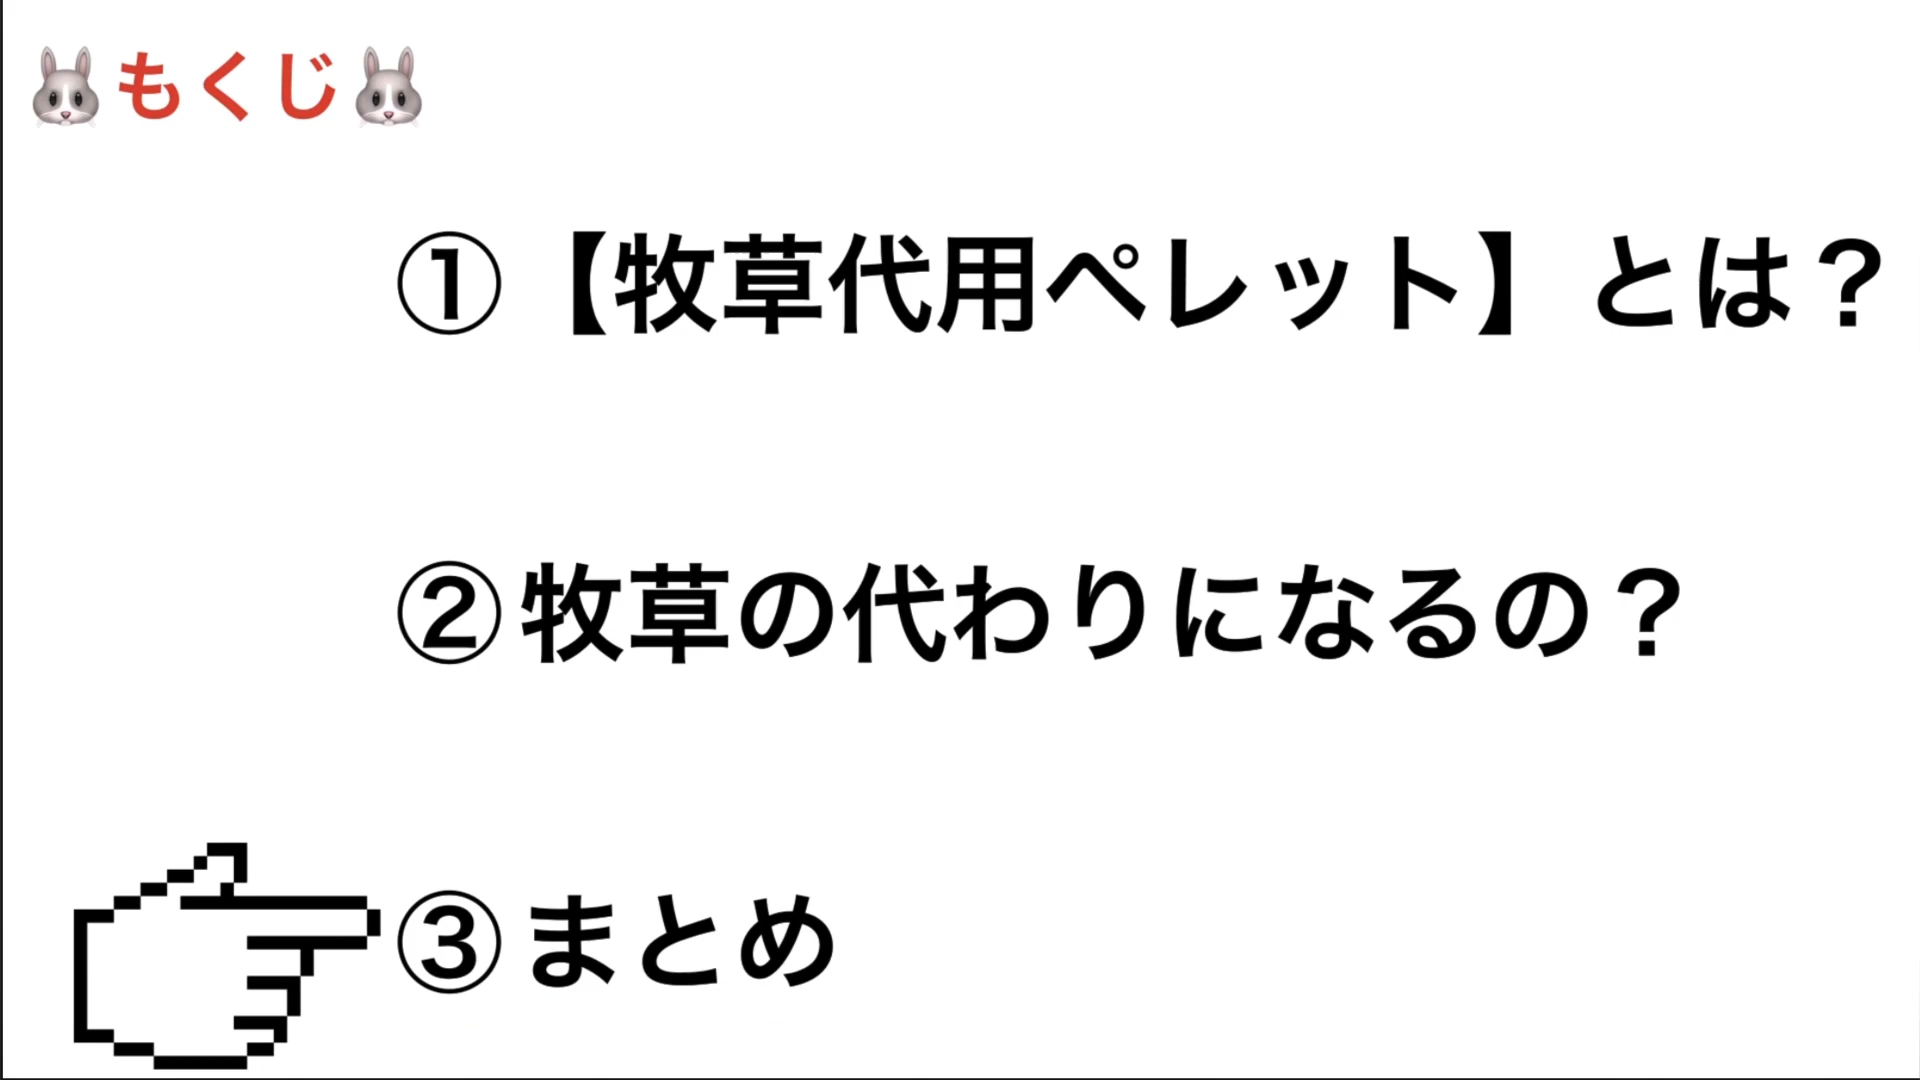 🐰もくじ🐰
①【牧草代用ペレット】とは？
②牧草の代わりになるの？
③まとめ